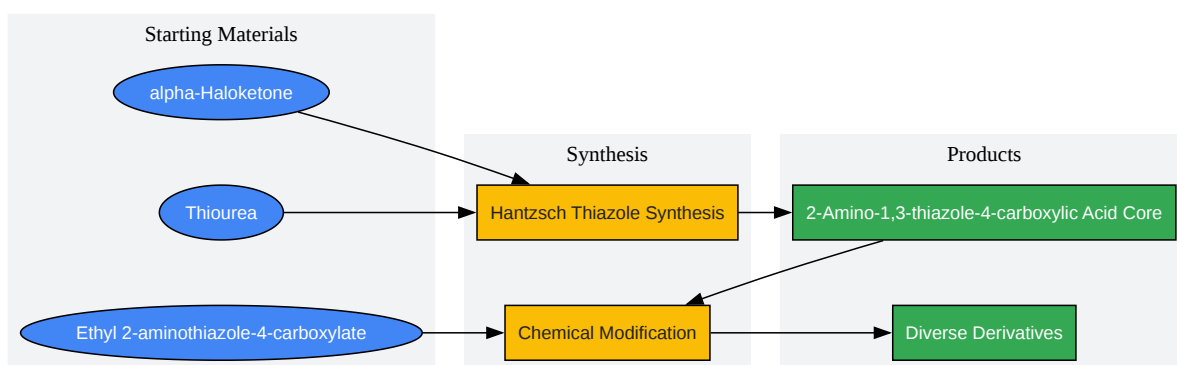 Starting Materials
alpha-Haloketone
Synthesis
Products
Thiourea
Hantzsch Thiazole Synthesis
2-Amino-1,3-thiazole-4-carboxylic Acid Core
Ethyl 2-aminothiazole-4-carboxylate
Chemical Modification
Diverse Derivatives